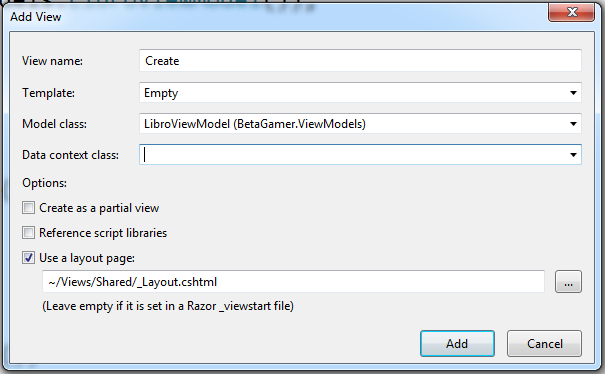 Add View
View name: Create
Template: Empty
Model class: LibroViewModel (BetaGamer.ViewModels)
Data context class:
Options:
Create as a partial view
Reference script libraries
Use a layout page:
~/Views/Shared/_Layout.cshtml
...
(Leave empty if it is set in a Razor _viewstart file)
Add Cancel